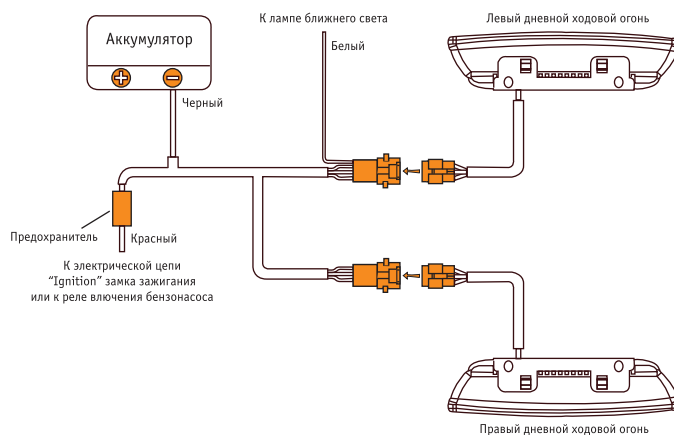 К лампе ближнего света
Левый дневной ходовой огонь
Аккумулятор
Белый
Черный
Предохранитель
Красный
К электрической цепи
“Ignition” замка зажигания
или к реле влючения бензонасоса
Правый дневной ходовой огонь